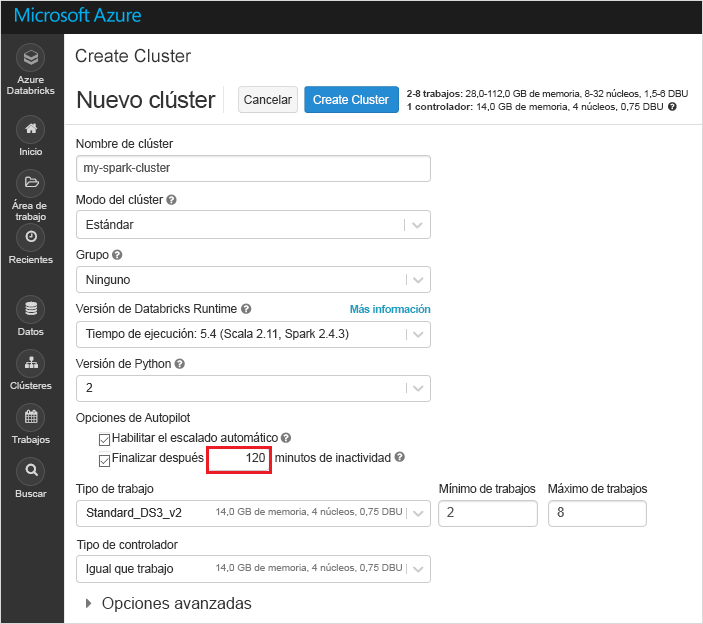 Microsoft Azure
Azure
Databricks
Inicio
Área de
trabajo
Recientes
Datos
Clústeres
Trabajos
Buscar
Create Cluster
Nuevo clúster
Cancelar
Create Cluster
2-8 trabajos: 28,0-112,0 GB de memoria, 8-32 núcleos, 1,5-6 DBU
1 controlador: 14,0 GB de memoria, 4 núcleos, 0,75 DBU ?
Nombre de clúster
my-spark-cluster
Modo del clúster ?
Estándar
Grupo ?
Ninguno
Versión de Databricks Runtime ? Más información
Tiempo de ejecución: 5.4 (Scala 2.11, Spark 2.4.3)
Versión de Python ?
2
Opciones de Autopilot
Habilitar el escalado automático ?
Finalizar después 120 minutos de inactividad ?
Tipo de trabajo Mínimo de trabajos Máximo de trabajos
Standard_DS3_v2 14,0 GB de memoria, 4 núcleos, 0,75 DBU 2 8
Tipo de controlador
Igual que trabajo 14,0 GB de memoria, 4 núcleos, 0,75 DBU
Opciones avanzadas